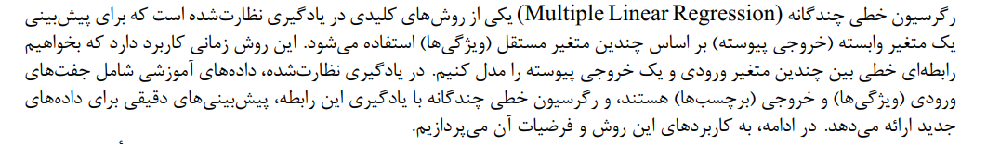 رگرسیون خطی چندگانه (Multiple Linear Regression) یکی از روش‌های کلیدی در یادگیری نظارت‌شده است که برای پیش‌بینی
یک متغیر وابسته (خروجی پیوسته) بر اساس چندین متغیر مستقل (ویژگی‌ها) استفاده می‌شود. این روش زمانی کاربرد دارد که بخواهیم
رابطه‌ای خطی بین چندین متغیر ورودی و یک خروجی پیوسته را مدل کنیم. در یادگیری نظارت‌شده، داده‌های آموزشی شامل جفت‌های
ورودی (ویژگی‌ها) و خروجی (برچسب‌ها) هستند، و رگرسیون خطی چندگانه با یادگیری این رابطه، پیش‌بینی‌های دقیقی برای داده‌های
جدید ارائه می‌دهد. در ادامه، به کاربردهای این روش و فرضیات آن می‌پردازیم.